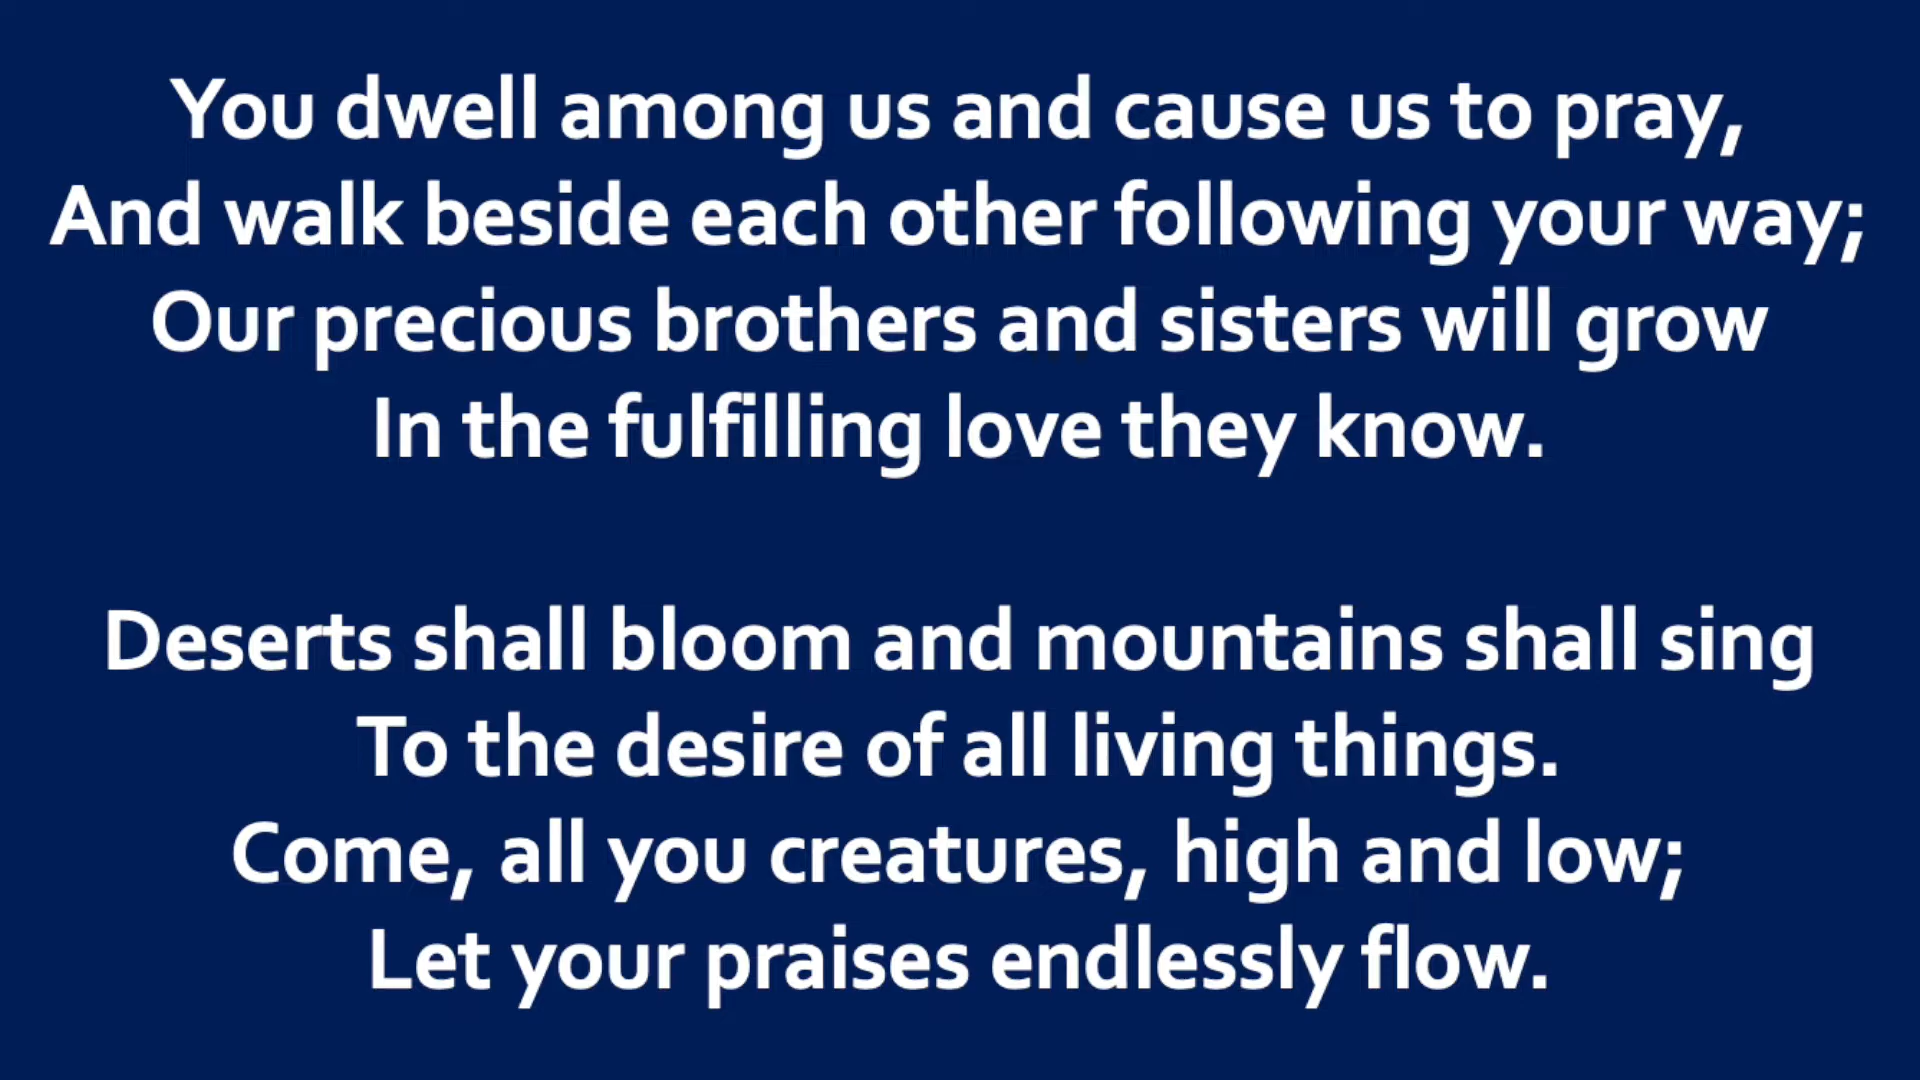 You dwell among us and cause us to pray,
And walk beside each other following your way;
Our precious brothers and sisters will grow
In the fulfilling love they know.
Deserts shall bloom and mountains shall sing
To the desire of all living things.
Come, all you creatures, high and low;
Let your praises endlessly flow.